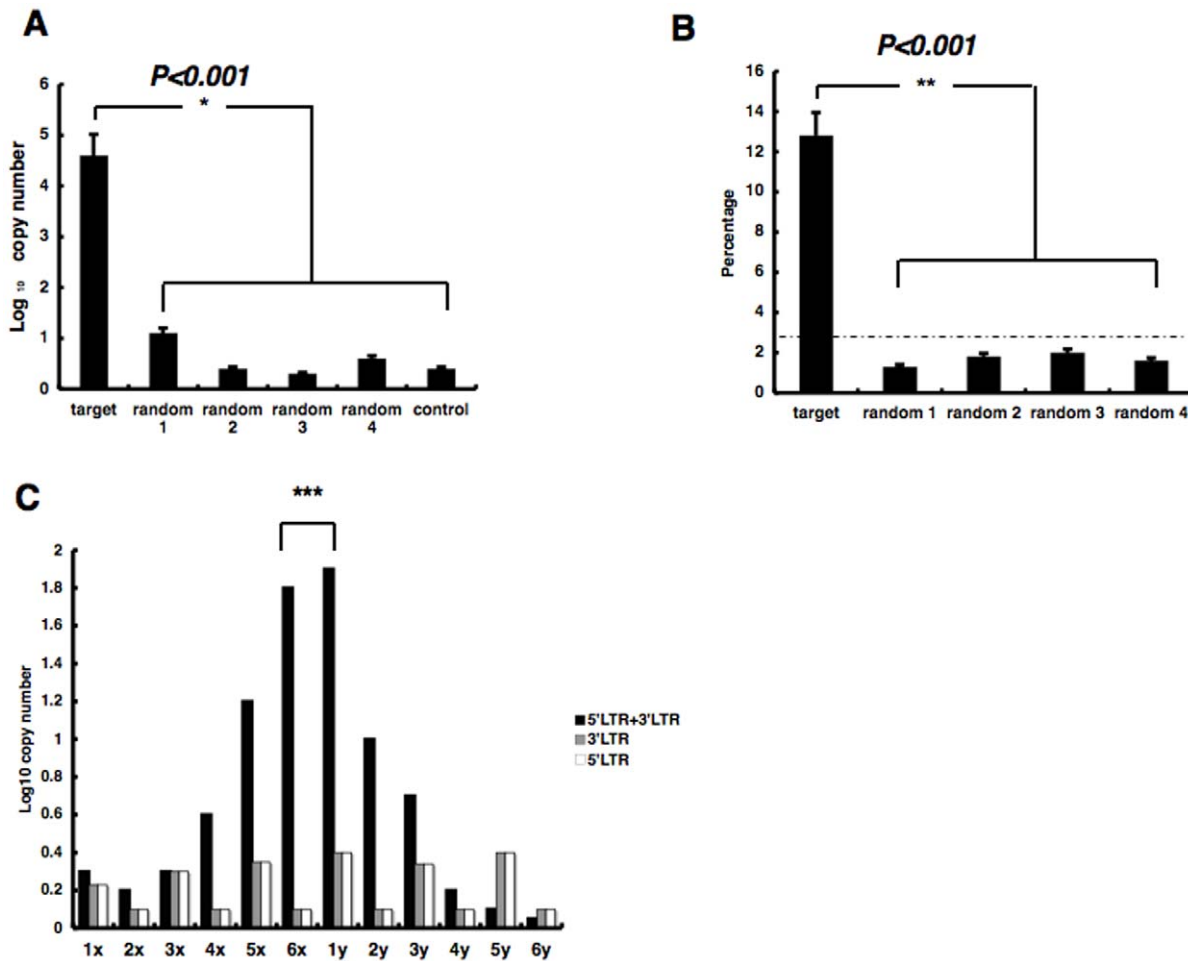 A
P<0.001
*
6
5
4
3
2
1
0
Log 10 copy number
target random 1 random 2 random 3 random 4 control
B
P<0.001
**
16
14
12
10
8
6
4
2
0
Percentage
target random 1 random 2 random 3 random 4
C
***
2
1.8
1.6
1.4
1.2
1
0.8
0.6
0.4
0.2
0
Log10 copy number
1x 2x 3x 4x 5x 6x 1y 2y 3y 4y 5y 6y
5'LTR+3'LTR
3'LTR
5'LTR